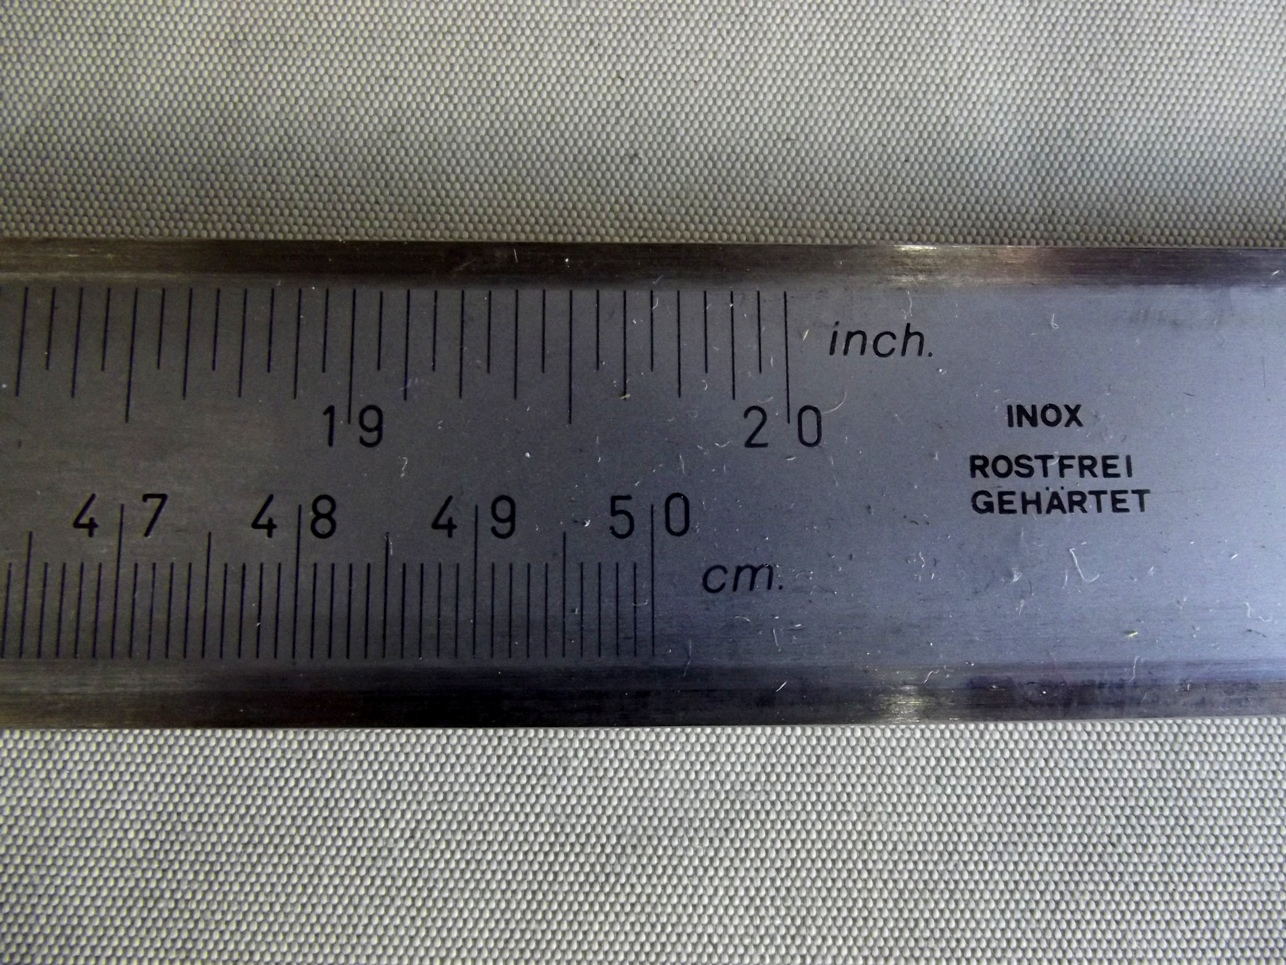 inch.
19 20
INOX
ROSTFREI
GEHÄRTET
47 48 49 50
cm.